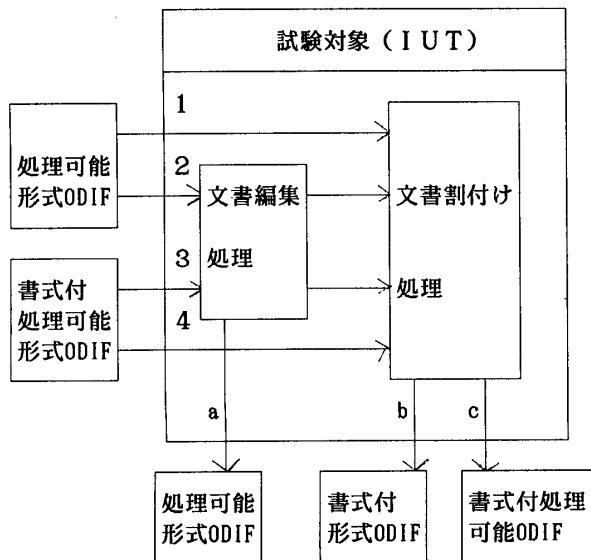 試験対象（ＩＵＴ）
1
処理可能
形式ODIF
2
文書編集
処理
文書割付け
処理
3
書式付
処理可能
形式ODIF
4
a
b
c
処理可能
形式ODIF
書式付
形式ODIF
書式付処理
可能ODIF